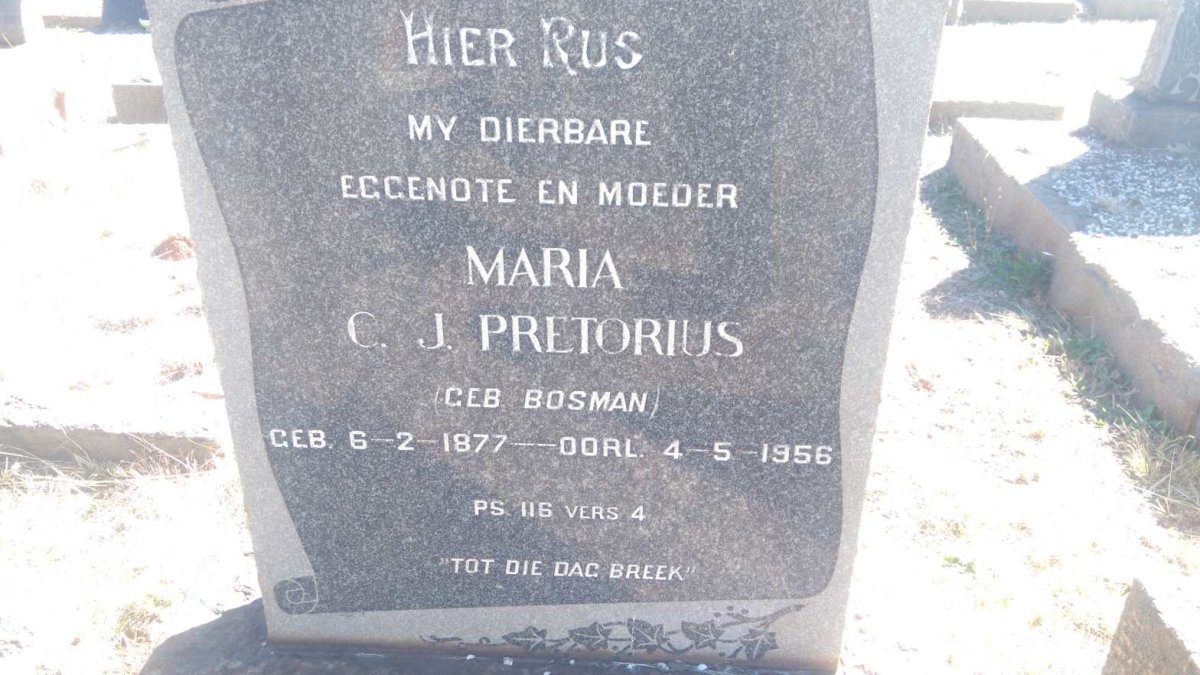 HIER RUS
MY DIERBARE
EGGENOTE EN MOEDER
MARIA
C. J. PRETORIUS
(GEB BOSMAN)
GEB. 6-2-1877--OORL. 4-5-1956
PS 116 VERS 4
"TOT DIE DAG BREEK"